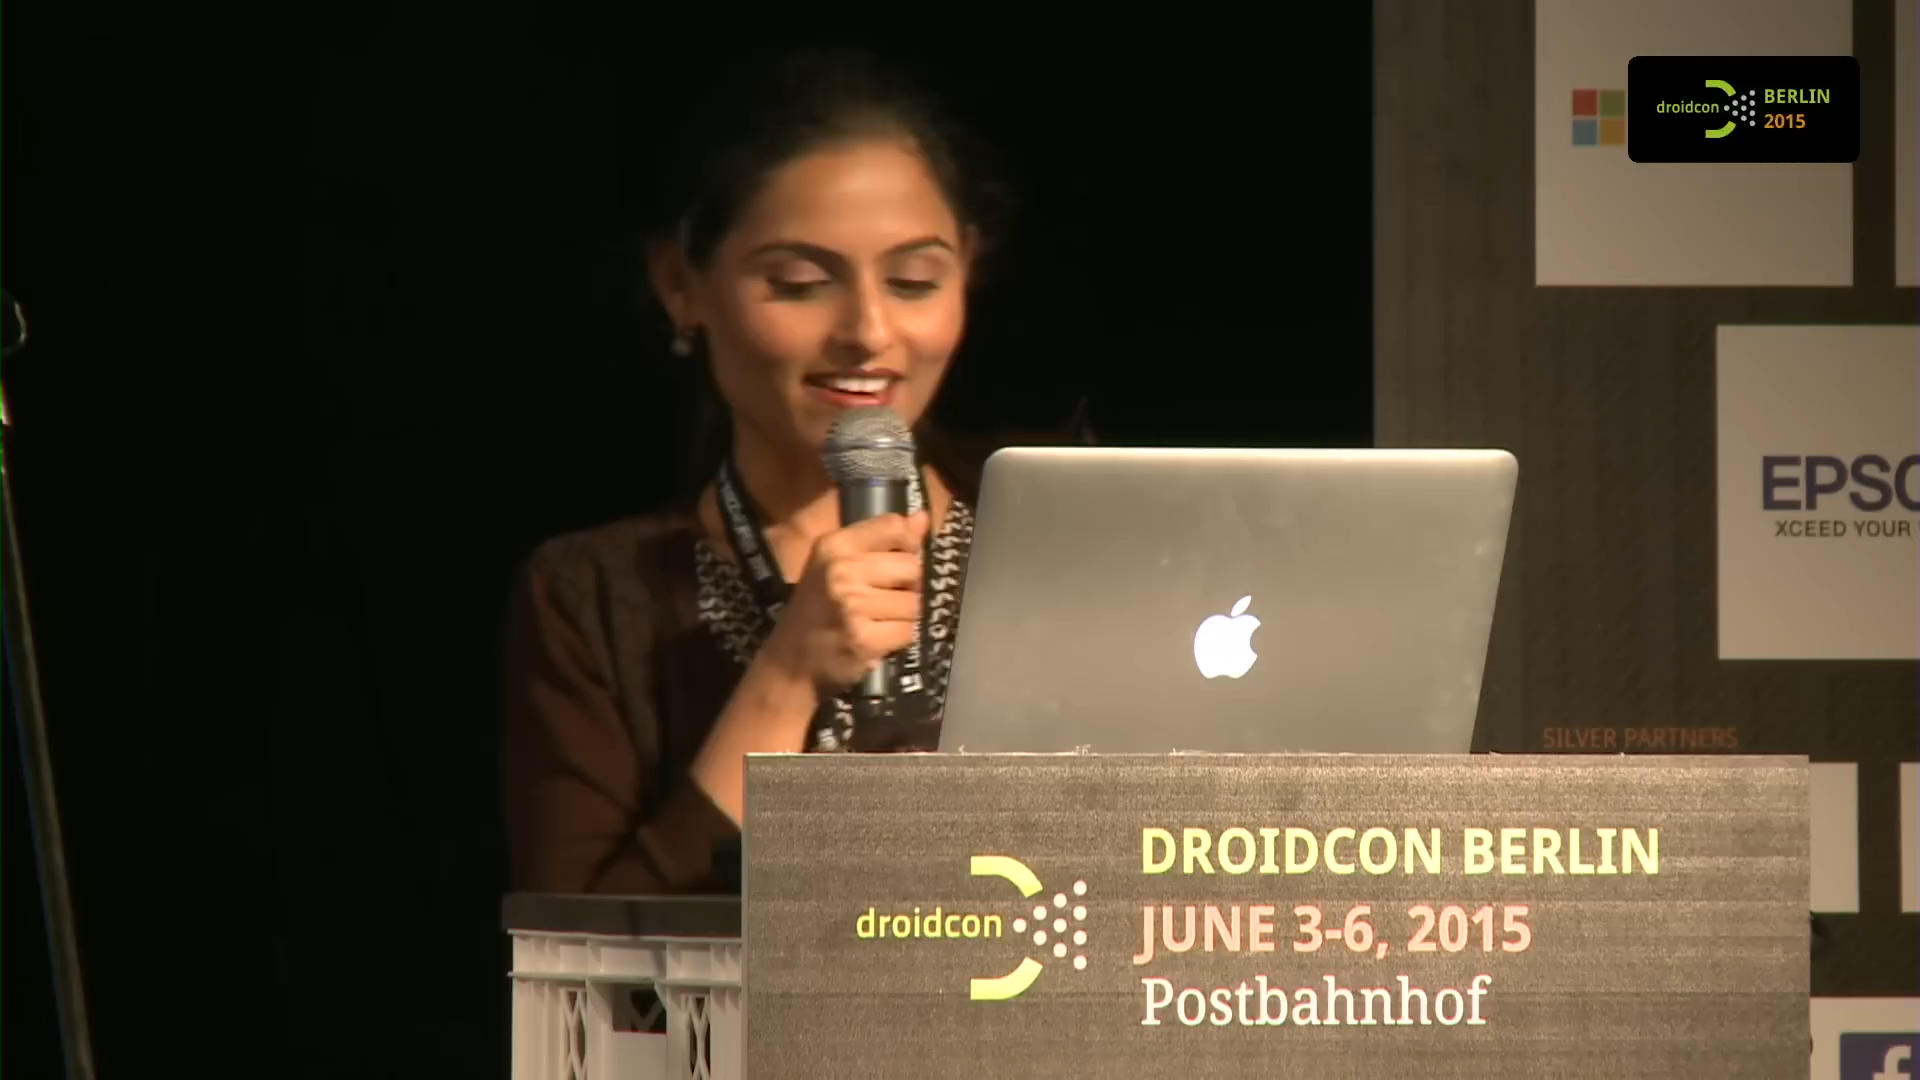 droidcon
BERLIN
2015
EPSO
XCEED YOUR
SILVER PARTNERS
DROIDCON BERLIN
droidcon
JUNE 3-6, 2015
Postbahnhof